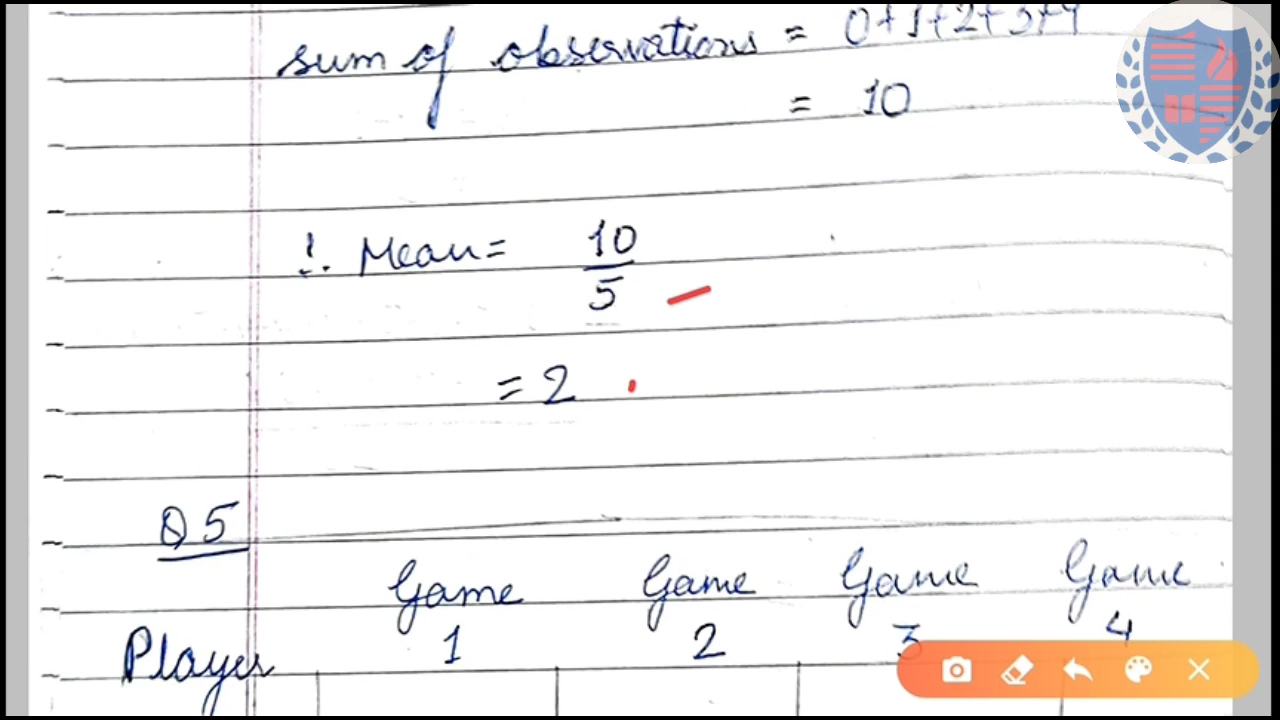 sum of observations = 0+1+2+3+4
= 10
∴ Mean = 10/5
= 2
Q5
Game Game Game Game
Player 1 2 3 4